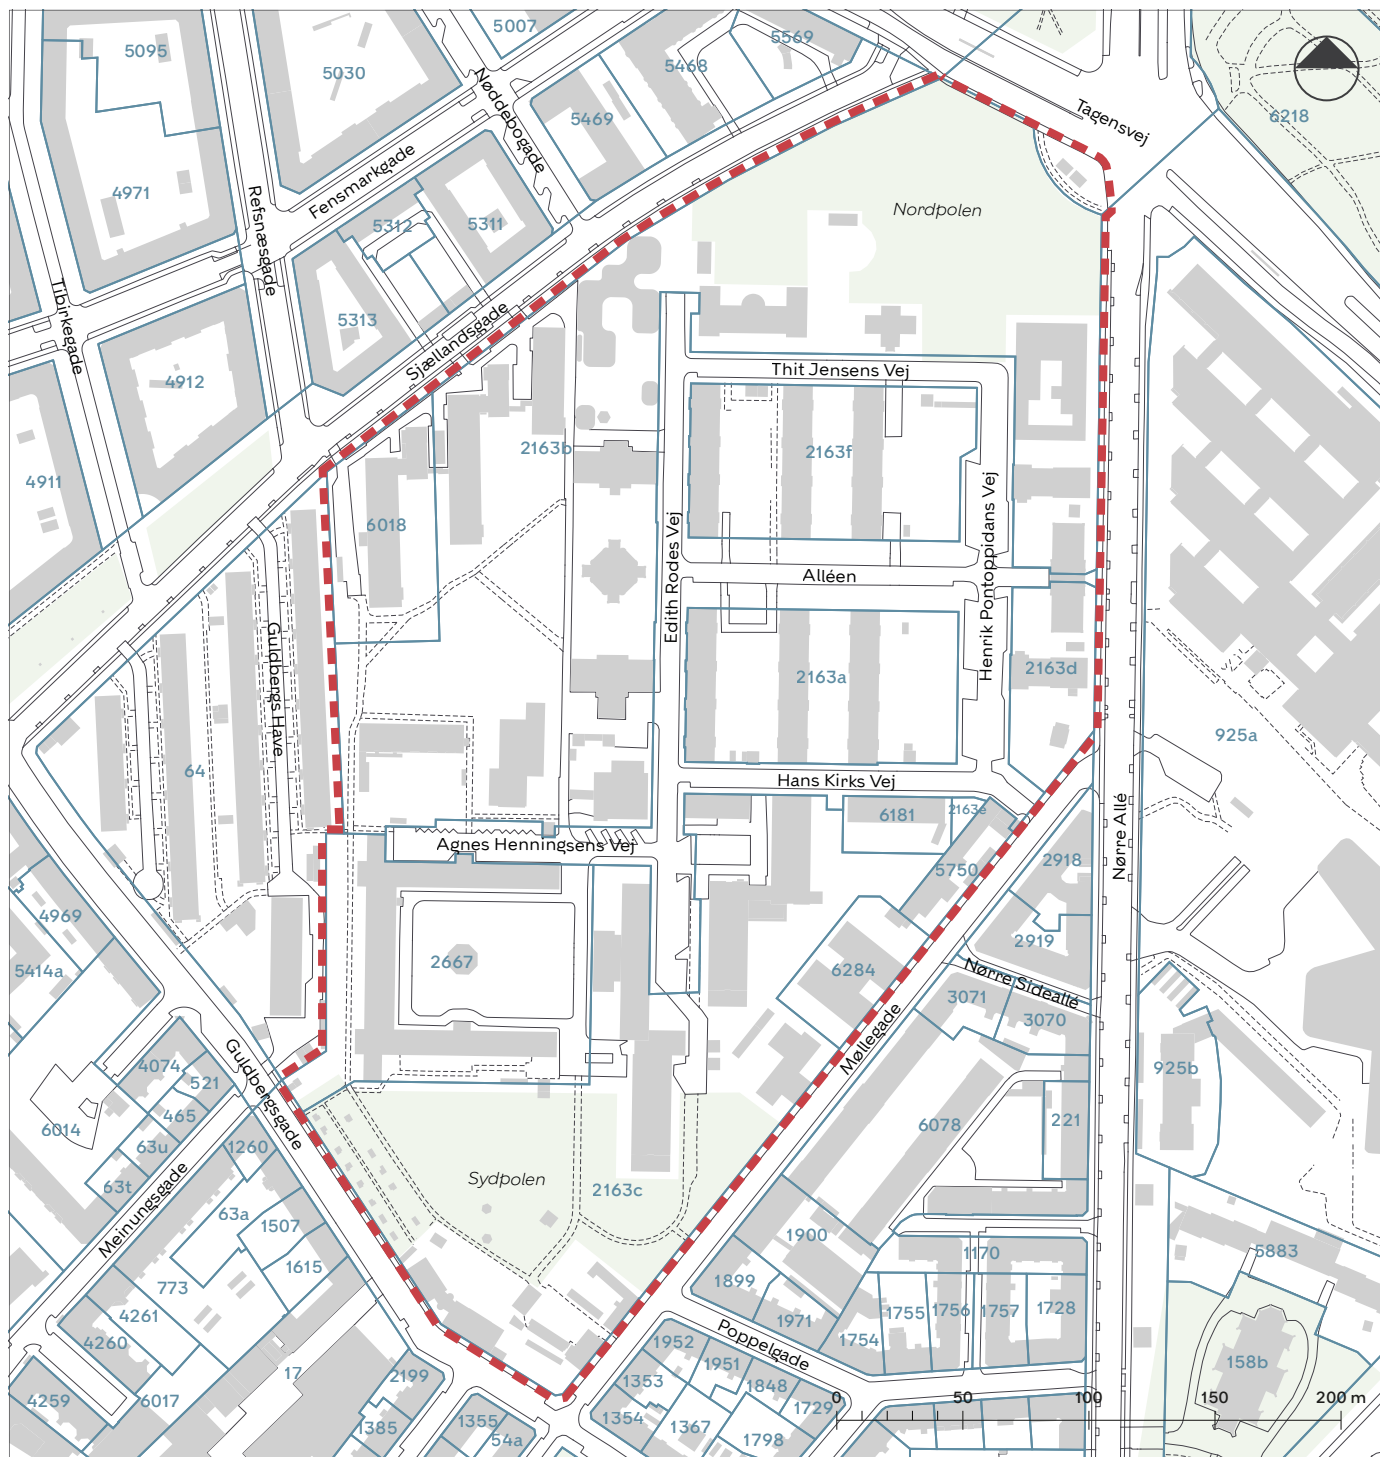 5007
5095
5030
5468
5569
Nøddebogade
5469
Tagensvej
6218
Fensmarkgade
4971
Refsnæsgade
5312
5311
Nordpolen
Tibirkegade
5313
Sjællandsgade
4912
Thit Jensens Vej
2163b
2163f
4911
6018
Edith Rodes Vej
Henrik Pontoppidans Vej
Alléen
Guldbergs Have
2163a
2163d
925a
64
Hans Kirks Vej
6181
2163e
Nørre Allé
Agnes Henningsens Vej
2918
5750
4969
2919
5414a
2667
6284
Nørre Sideallé
3071
3070
Møllegade
Guldbergsgade
4074
521
925b
465
6014
63u
1260
6078
221
63t
Sydpolen
2163c
Meinungsgade
63a
1507
1900
1170
5883
1615
773
1899
4261
1755
1756
1757
1728
1971
1754
4260
Poppelgade
1952
1951
158b
17
2199
1353
1848
4259
6017
1729
0
50
100
150
200 m
1385
1355
54a
1354
1367
1798